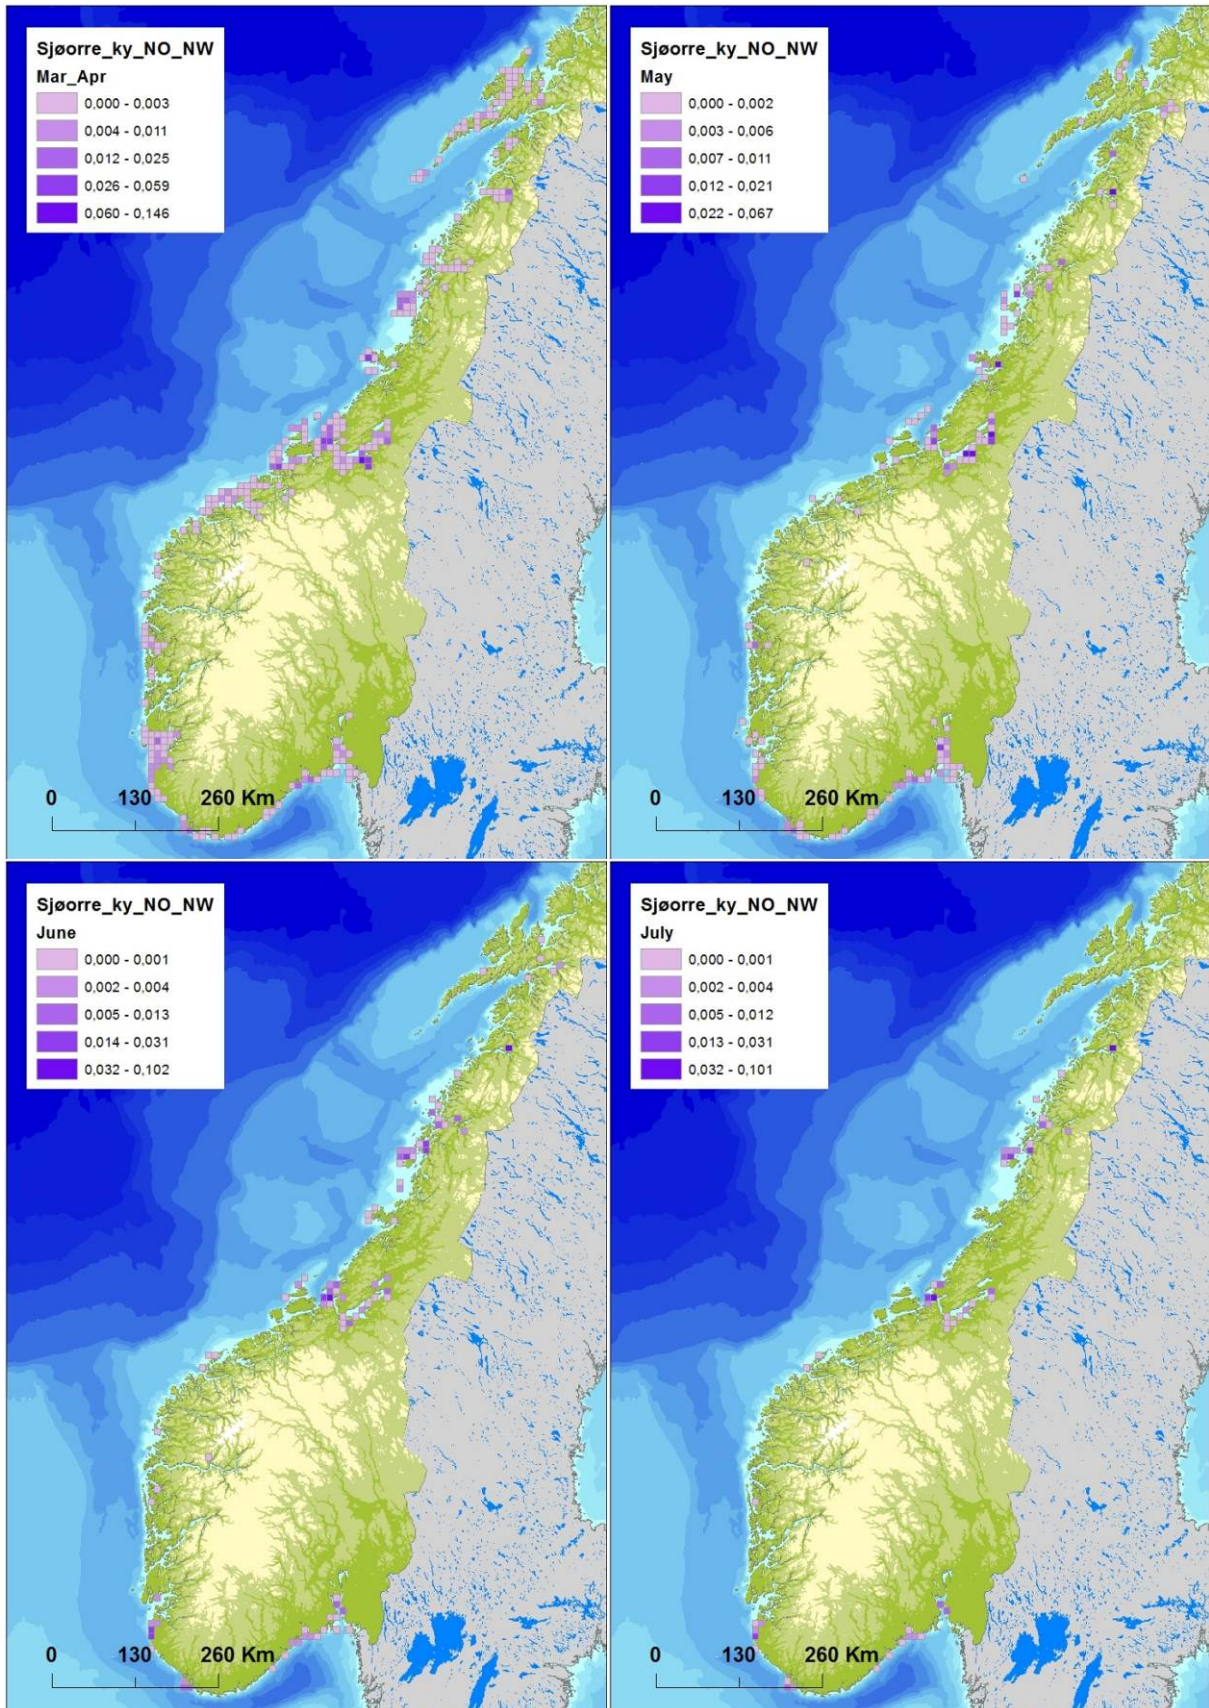 Sjøorre_ky_NO_NW
Mar_Apr
0,000 - 0,003
0,004 - 0,011
0,012 - 0,025
0,026 - 0,059
0,060 - 0,146
0 130 260 Km
Sjøorre_ky_NO_NW
May
0,000 - 0,002
0,003 - 0,006
0,007 - 0,011
0,012 - 0,021
0,022 - 0,067
0 130 260 Km
Sjøorre_ky_NO_NW
June
0,000 - 0,001
0,002 - 0,004
0,005 - 0,013
0,014 - 0,031
0,032 - 0,102
0 130 260 Km
Sjøorre_ky_NO_NW
July
0,000 - 0,001
0,002 - 0,004
0,005 - 0,012
0,013 - 0,031
0,032 - 0,101
0 130 260 Km